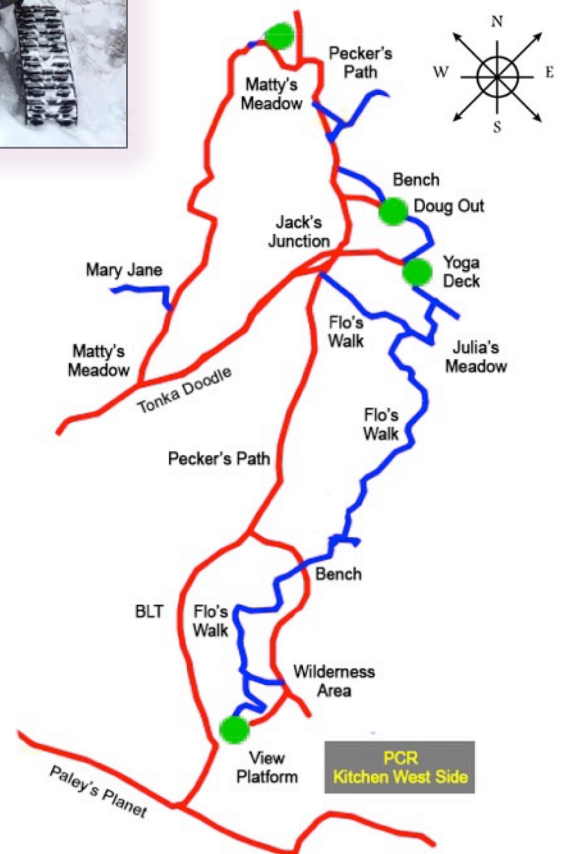 N
Pecker's
Path
W
E
Matty's
Meadow
S
Bench
Doug Out
Jack's
Junction
Yoga
Deck
Mary Jane
Flo's
Walk
Julia's
Meadow
Matty's
Meadow
Tonka Doodle
Flo's
Walk
Pecker's Path
Bench
BLT
Flo's
Walk
Wilderness
Area
View
Platform
PCR
Kitchen West Side
Paley's Planet